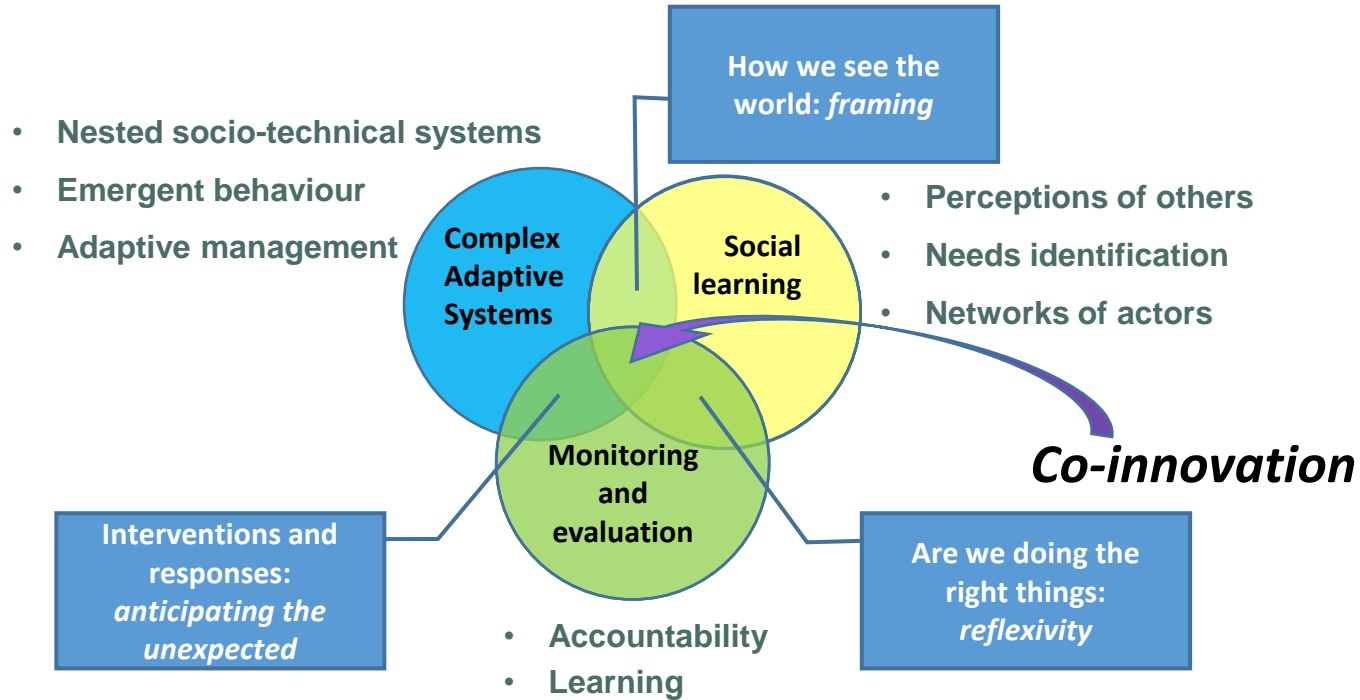 How we see the
world: framing
• Nested socio-technical systems
• Emergent behaviour
• Adaptive management
Complex
Adaptive
Systems
Social
learning
• Perceptions of others
• Needs identification
• Networks of actors
Monitoring
and
evaluation
Co-innovation
Interventions and
responses:
anticipating the
unexpected
Are we doing the
right things:
reflexivity
• Accountability
• Learning